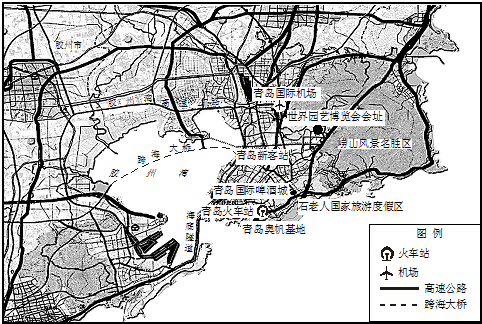 胶州市
青岛国际机场
世界园艺博览会会址
崂山风景名胜区
跨海大桥
青岛新客站
胶州湾
青岛国际啤酒城
石老人国家旅游度假区
青岛火车站
海底隧道
青岛奥帆基地
图例
火车站
机场
高速公路
跨海大桥